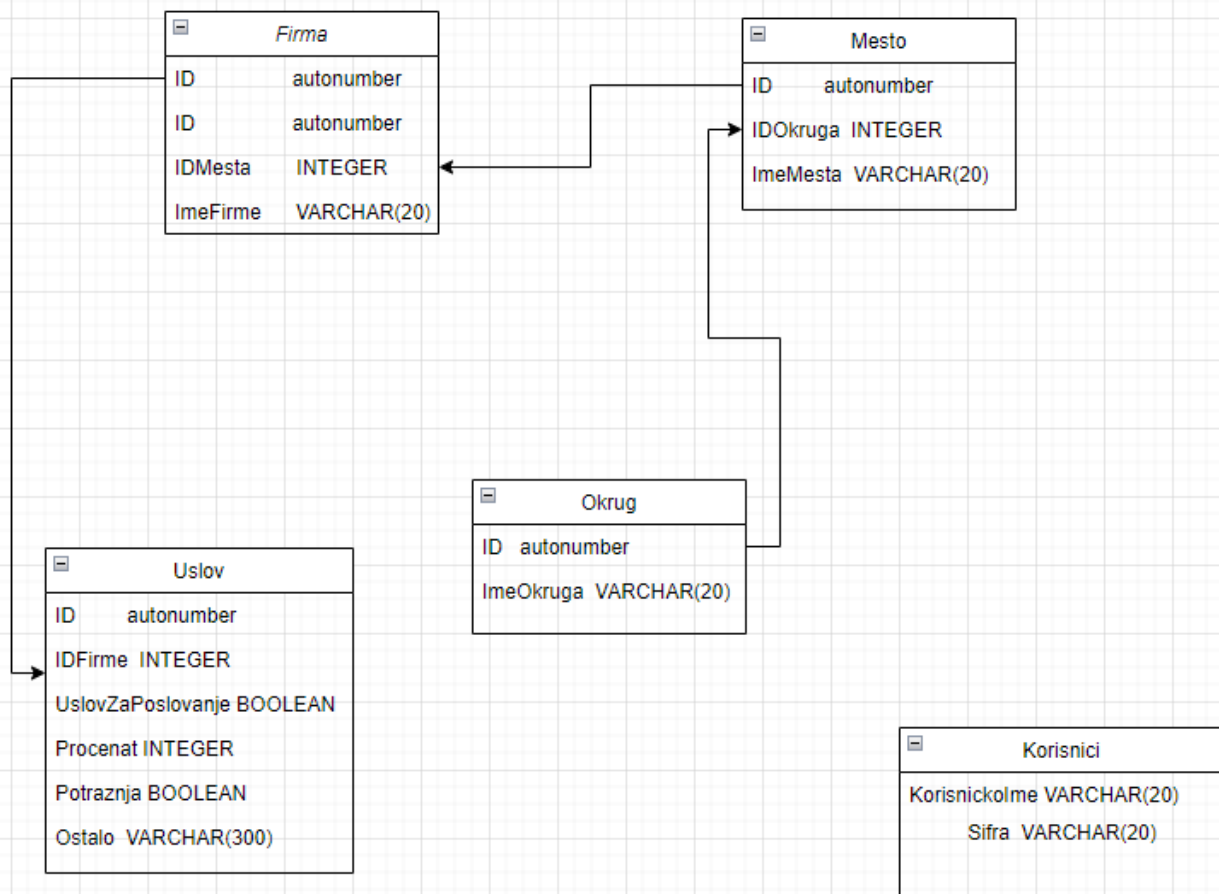 Firma
ID autonumber
ID autonumber
IDMesta INTEGER
ImeFirme VARCHAR(20)
Mesto
ID autonumber
IDOkruga INTEGER
ImeMesta VARCHAR(20)
Okrug
ID autonumber
ImeOkruga VARCHAR(20)
Uslov
ID autonumber
IDFirme INTEGER
UslovZaPoslovanje BOOLEAN
Procenat INTEGER
Potraznja BOOLEAN
Ostalo VARCHAR(300)
Korisnici
KorisnickoIme VARCHAR(20)
Sifra VARCHAR(20)